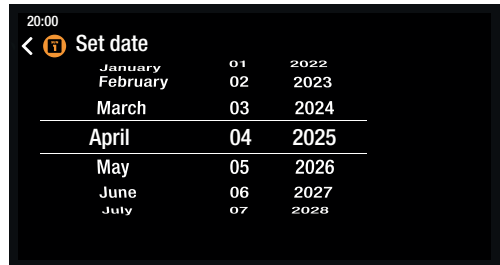 20:00
Set date
January 01 2022
February 02 2023
March 03 2024
April 04 2025
May 05 2026
June 06 2027
July 07 2028